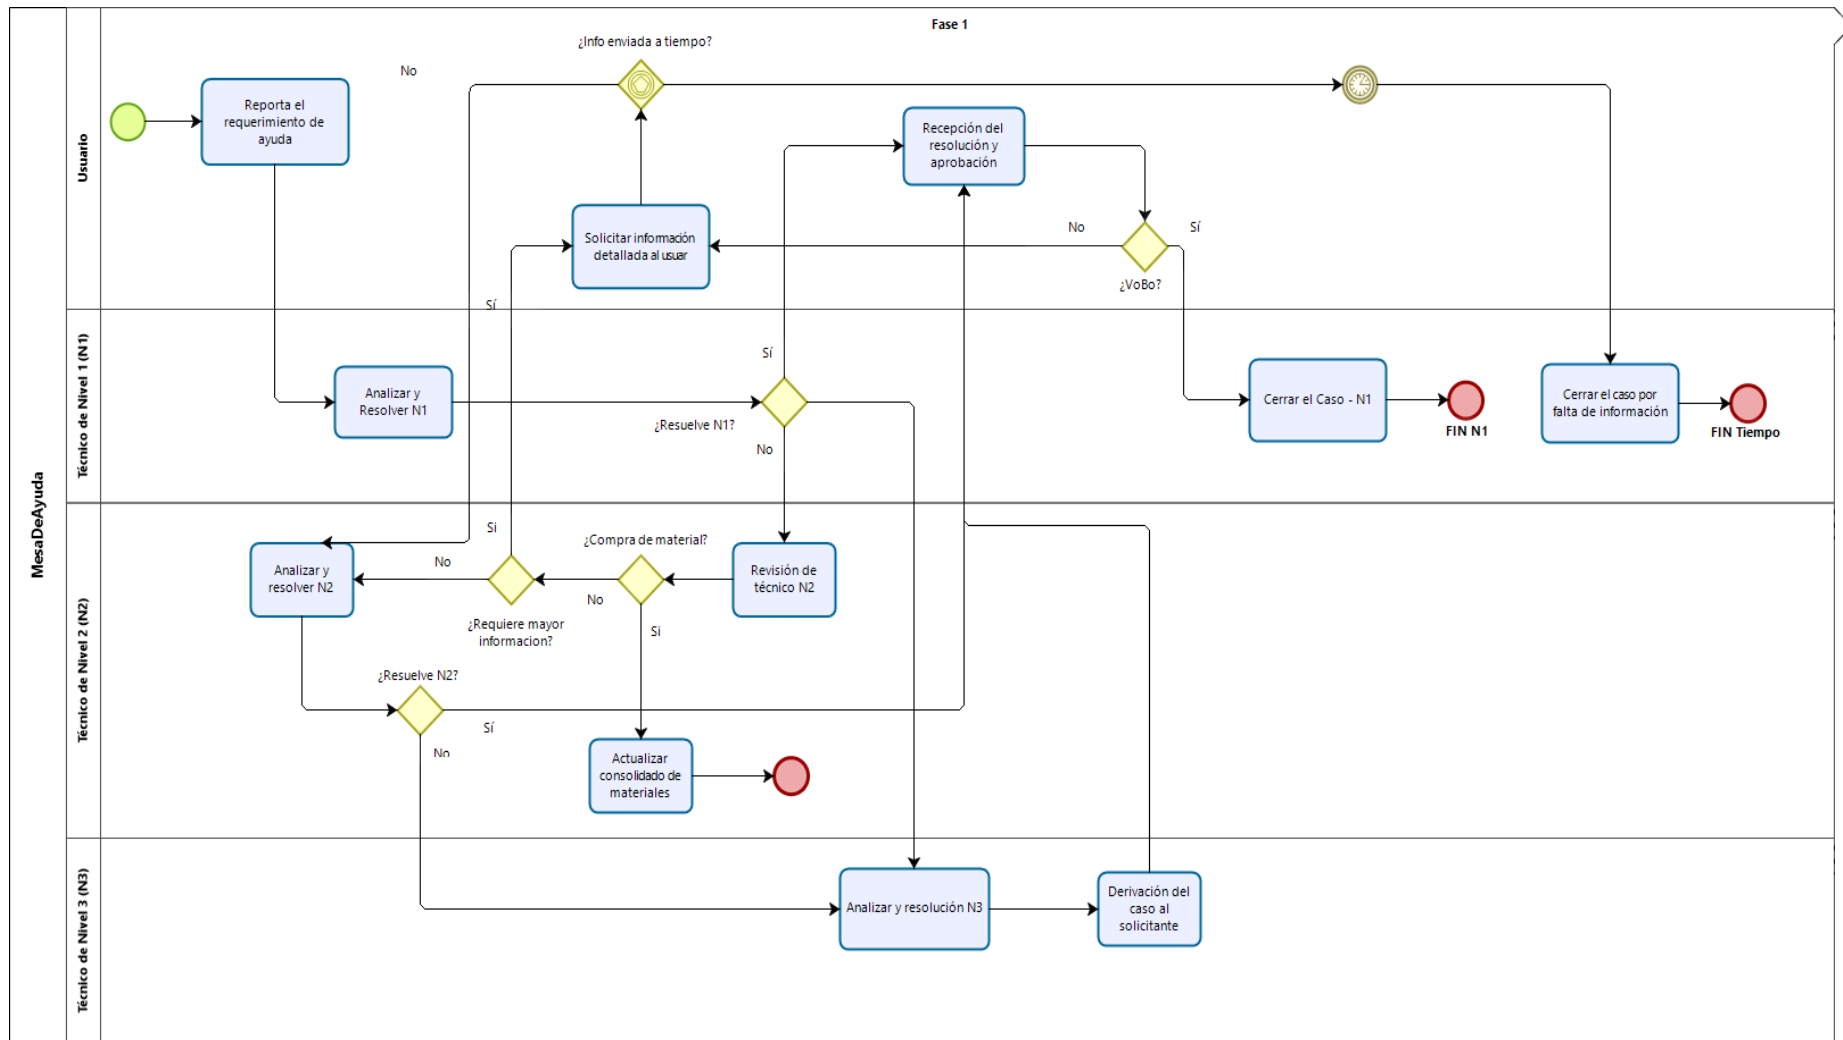 Fase 1
¿Info enviada a tiempo?
No
Reporta el
requerimiento de
ayuda
Recepción del
resolución y
aprobación
Usuario
Solicitar información
detallada al usuar
No
Sí
¿VoBo?
Sí
Técnico de Nivel 1 (N1)
Sí
Analizar y
Resolver N1
¿Resuelve N1?
No
Cerrar el Caso - N1
FIN N1
Cerrar el caso por
falta de información
FIN Tiempo
MesaDeAyuda
Técnico de Nivel 2 (N2)
Si
¿Compra de material?
Analizar y
resolver N2
No
No
Revisión de
técnico N2
¿Requiere mayor
informacion?
Si
¿Resuelve N2?
Sí
No
Actualizar
consolidado de
materiales
Técnico de Nivel 3 (N3)
Analizar y resolución N3
Derivación del
caso al
solicitante